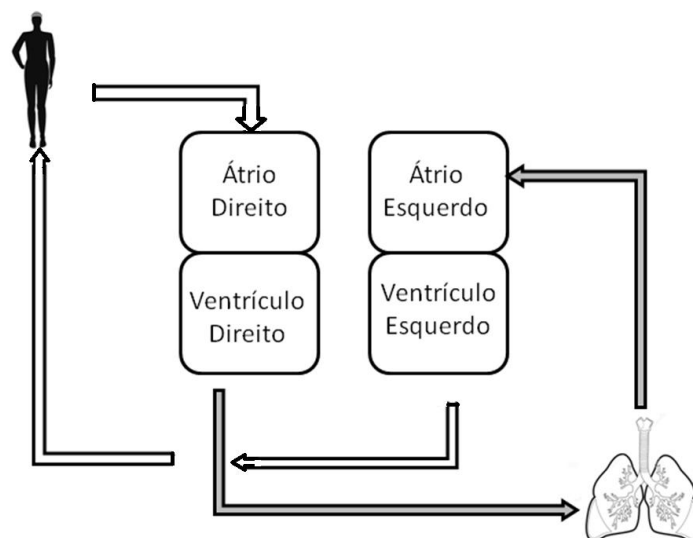 Átrio
Direito
Átrio
Esquerdo
Ventrículo
Direito
Ventrículo
Esquerdo